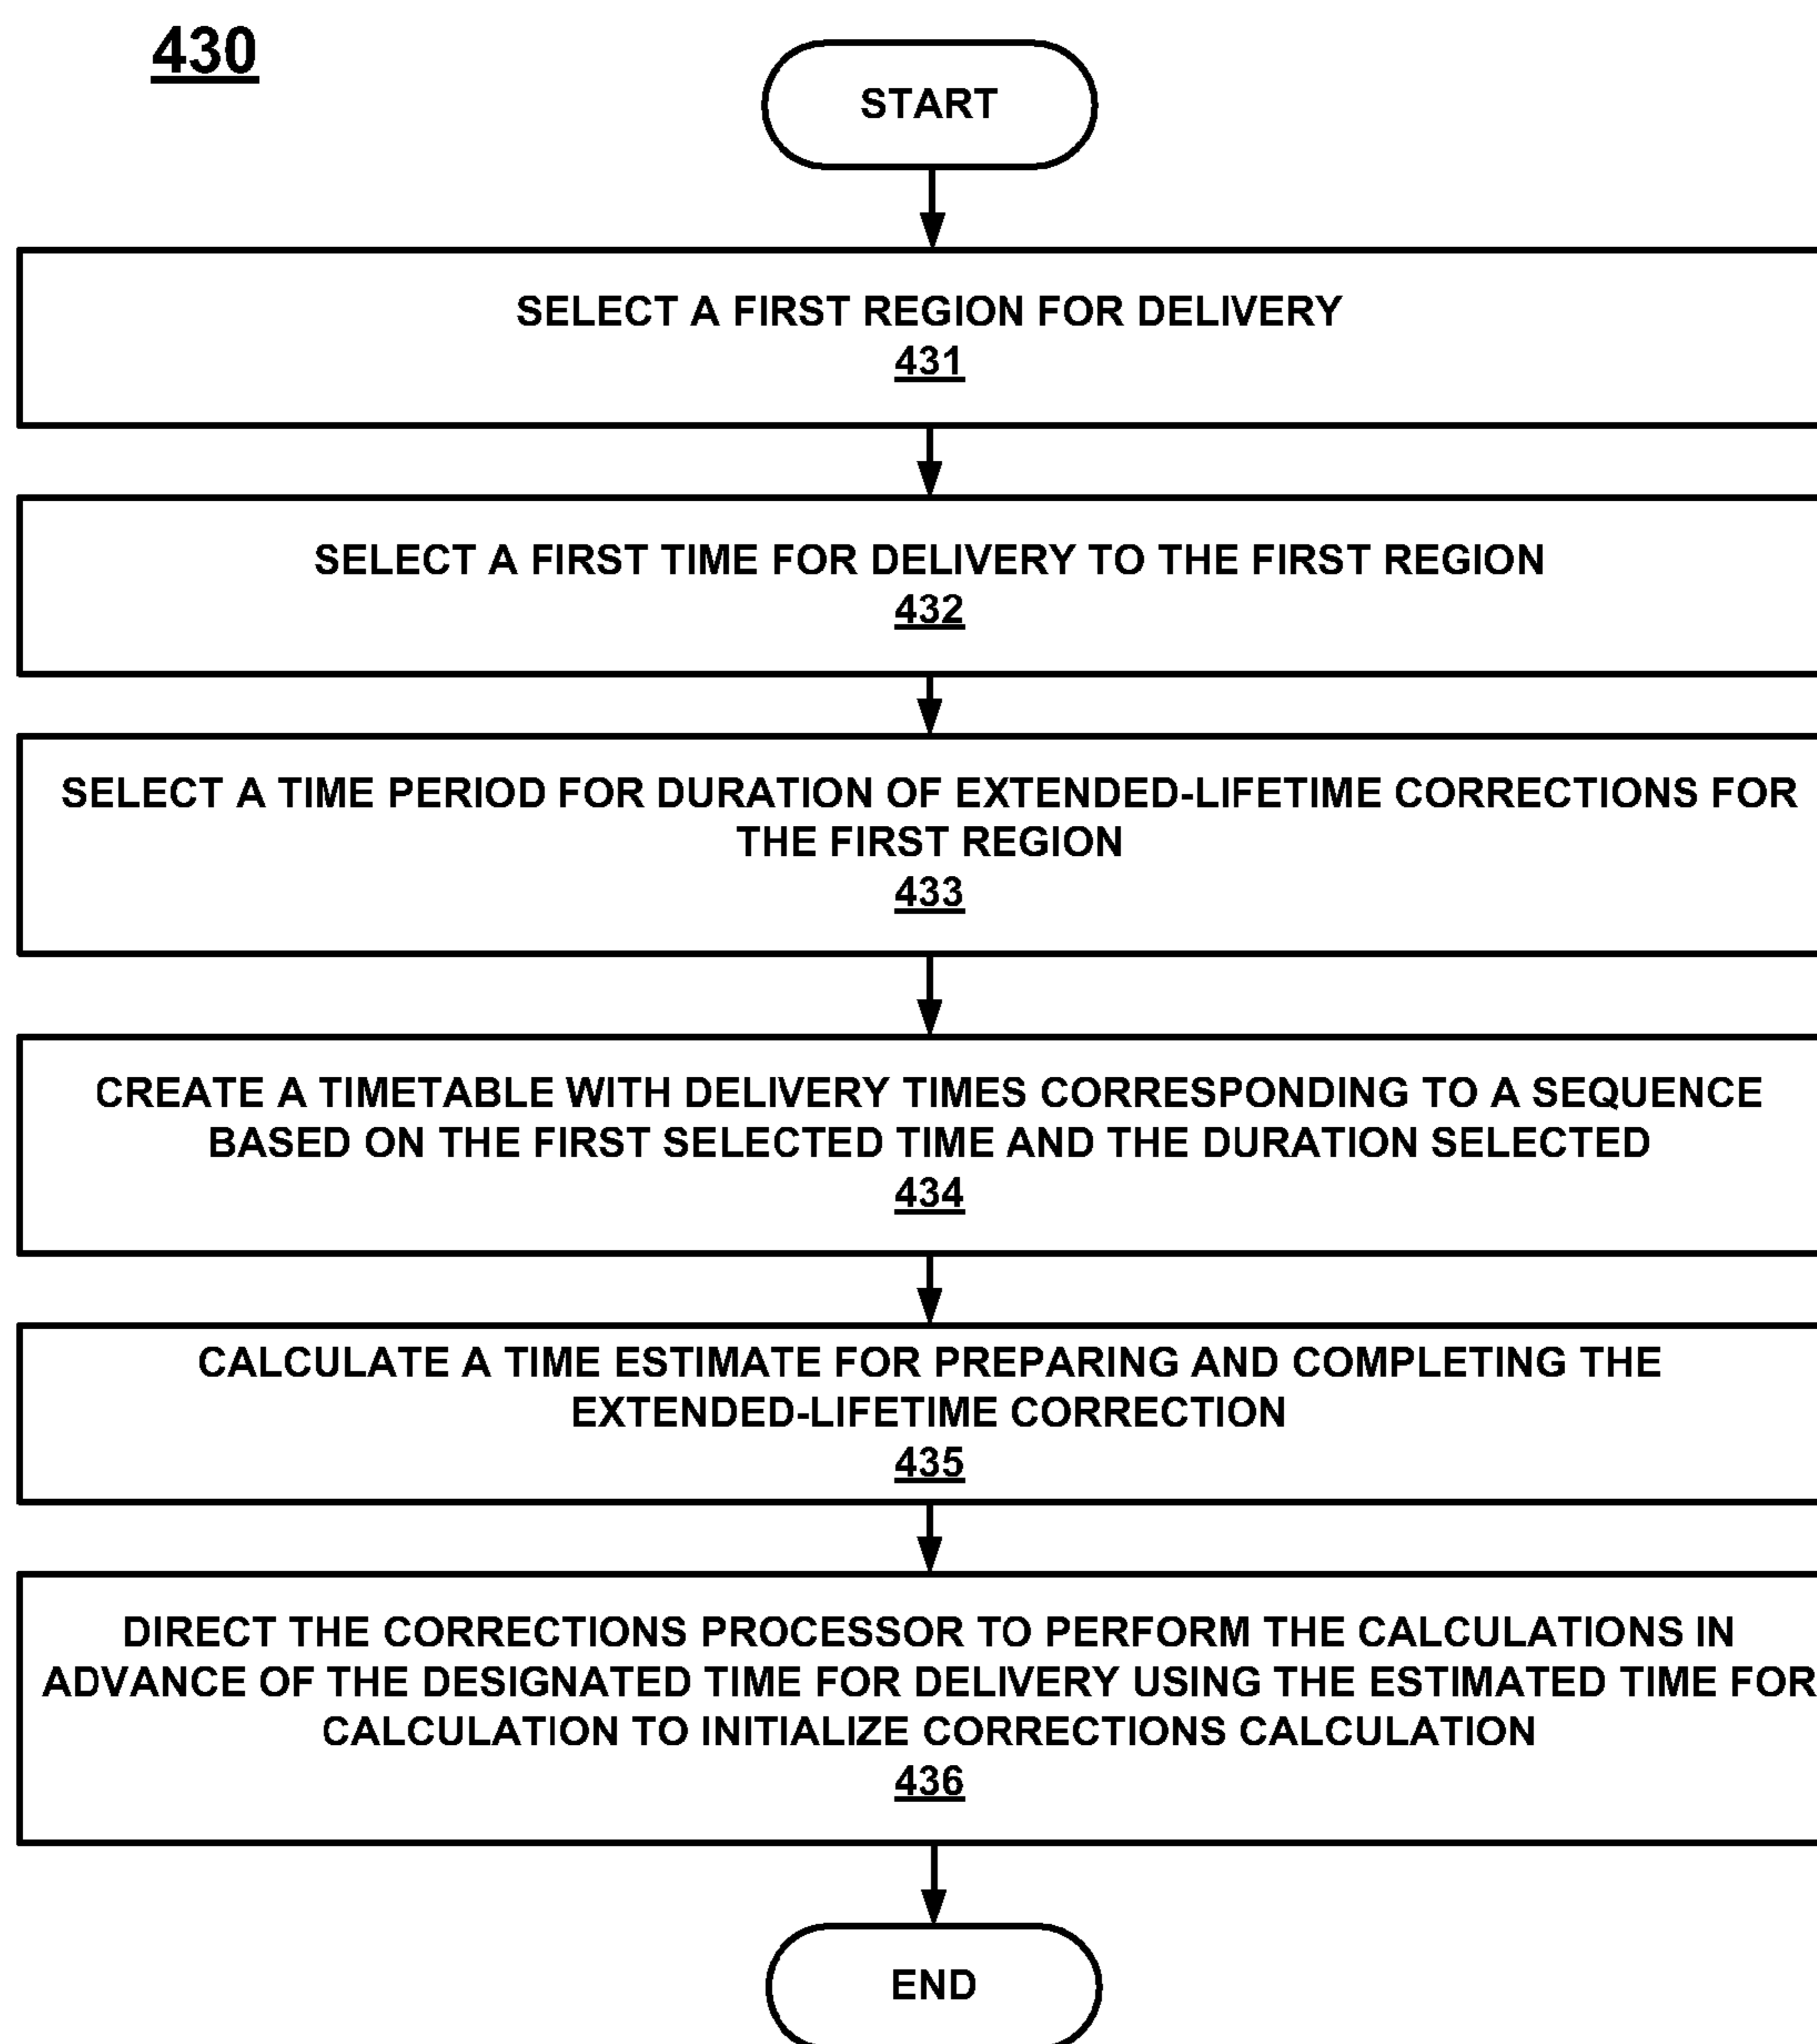 430
START
SELECT A FIRST REGION FOR DELIVERY
431
SELECT A FIRST TIME FOR DELIVERY TO THE FIRST REGION
432
SELECT A TIME PERIOD FOR DURATION OF EXTENDED-LIFETIME CORRECTIONS FOR
THE FIRST REGION
433
CREATE A TIMETABLE WITH DELIVERY TIMES CORRESPONDING TO A SEQUENCE
BASED ON THE FIRST SELECTED TIME AND THE DURATION SELECTED
434
CALCULATE A TIME ESTIMATE FOR PREPARING AND COMPLETING THE
EXTENDED-LIFETIME CORRECTION
435
DIRECT THE CORRECTIONS PROCESSOR TO PERFORM THE CALCULATIONS IN
ADVANCE OF THE DESIGNATED TIME FOR DELIVERY USING THE ESTIMATED TIME FOR
CALCULATION TO INITIALIZE CORRECTIONS CALCULATION
436
END